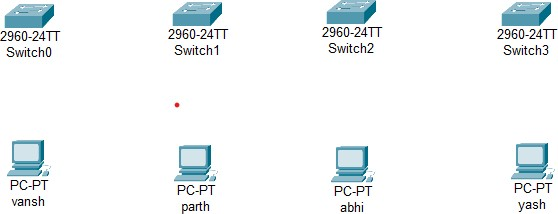 2960-24TT
Switch0
2960-24TT
Switch1
2960-24TT
Switch2
2960-24TT
Switch3
PC-PT
vansh
PC-PT
parth
PC-PT
abhi
PC-PT
yash